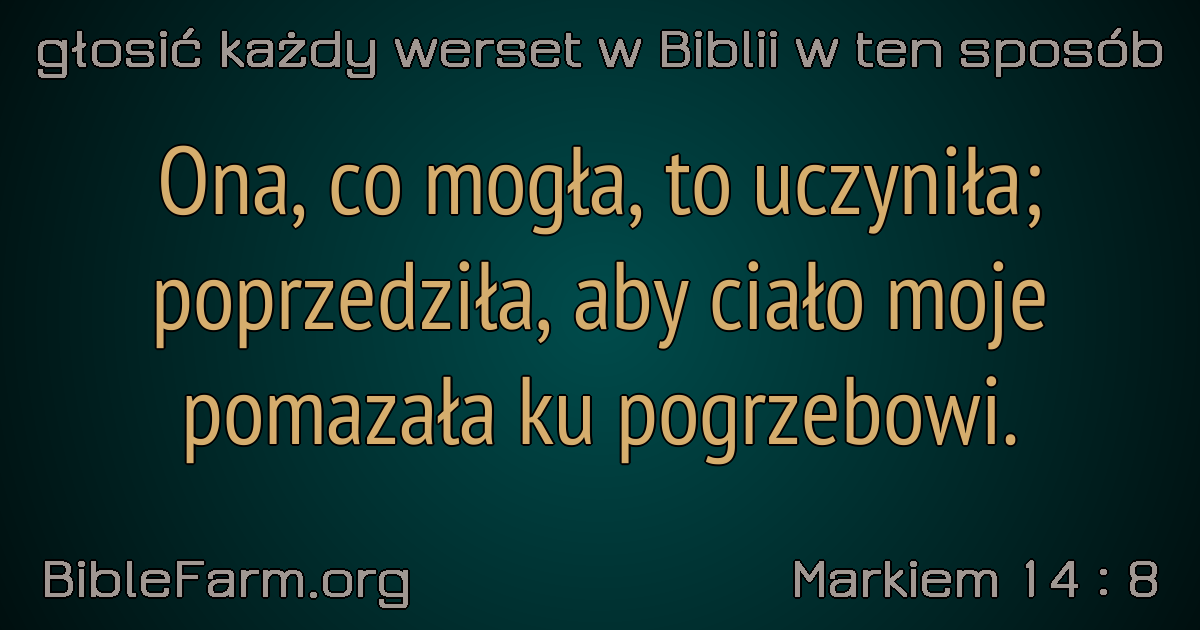 głosić każdy werset w Biblii w ten sposób
Ona, co mogła, to uczyniła;
poprzedziła, aby ciało moje
pomazała ku pogrzebowi.
BibleFarm.org
Markiem 14 : 8